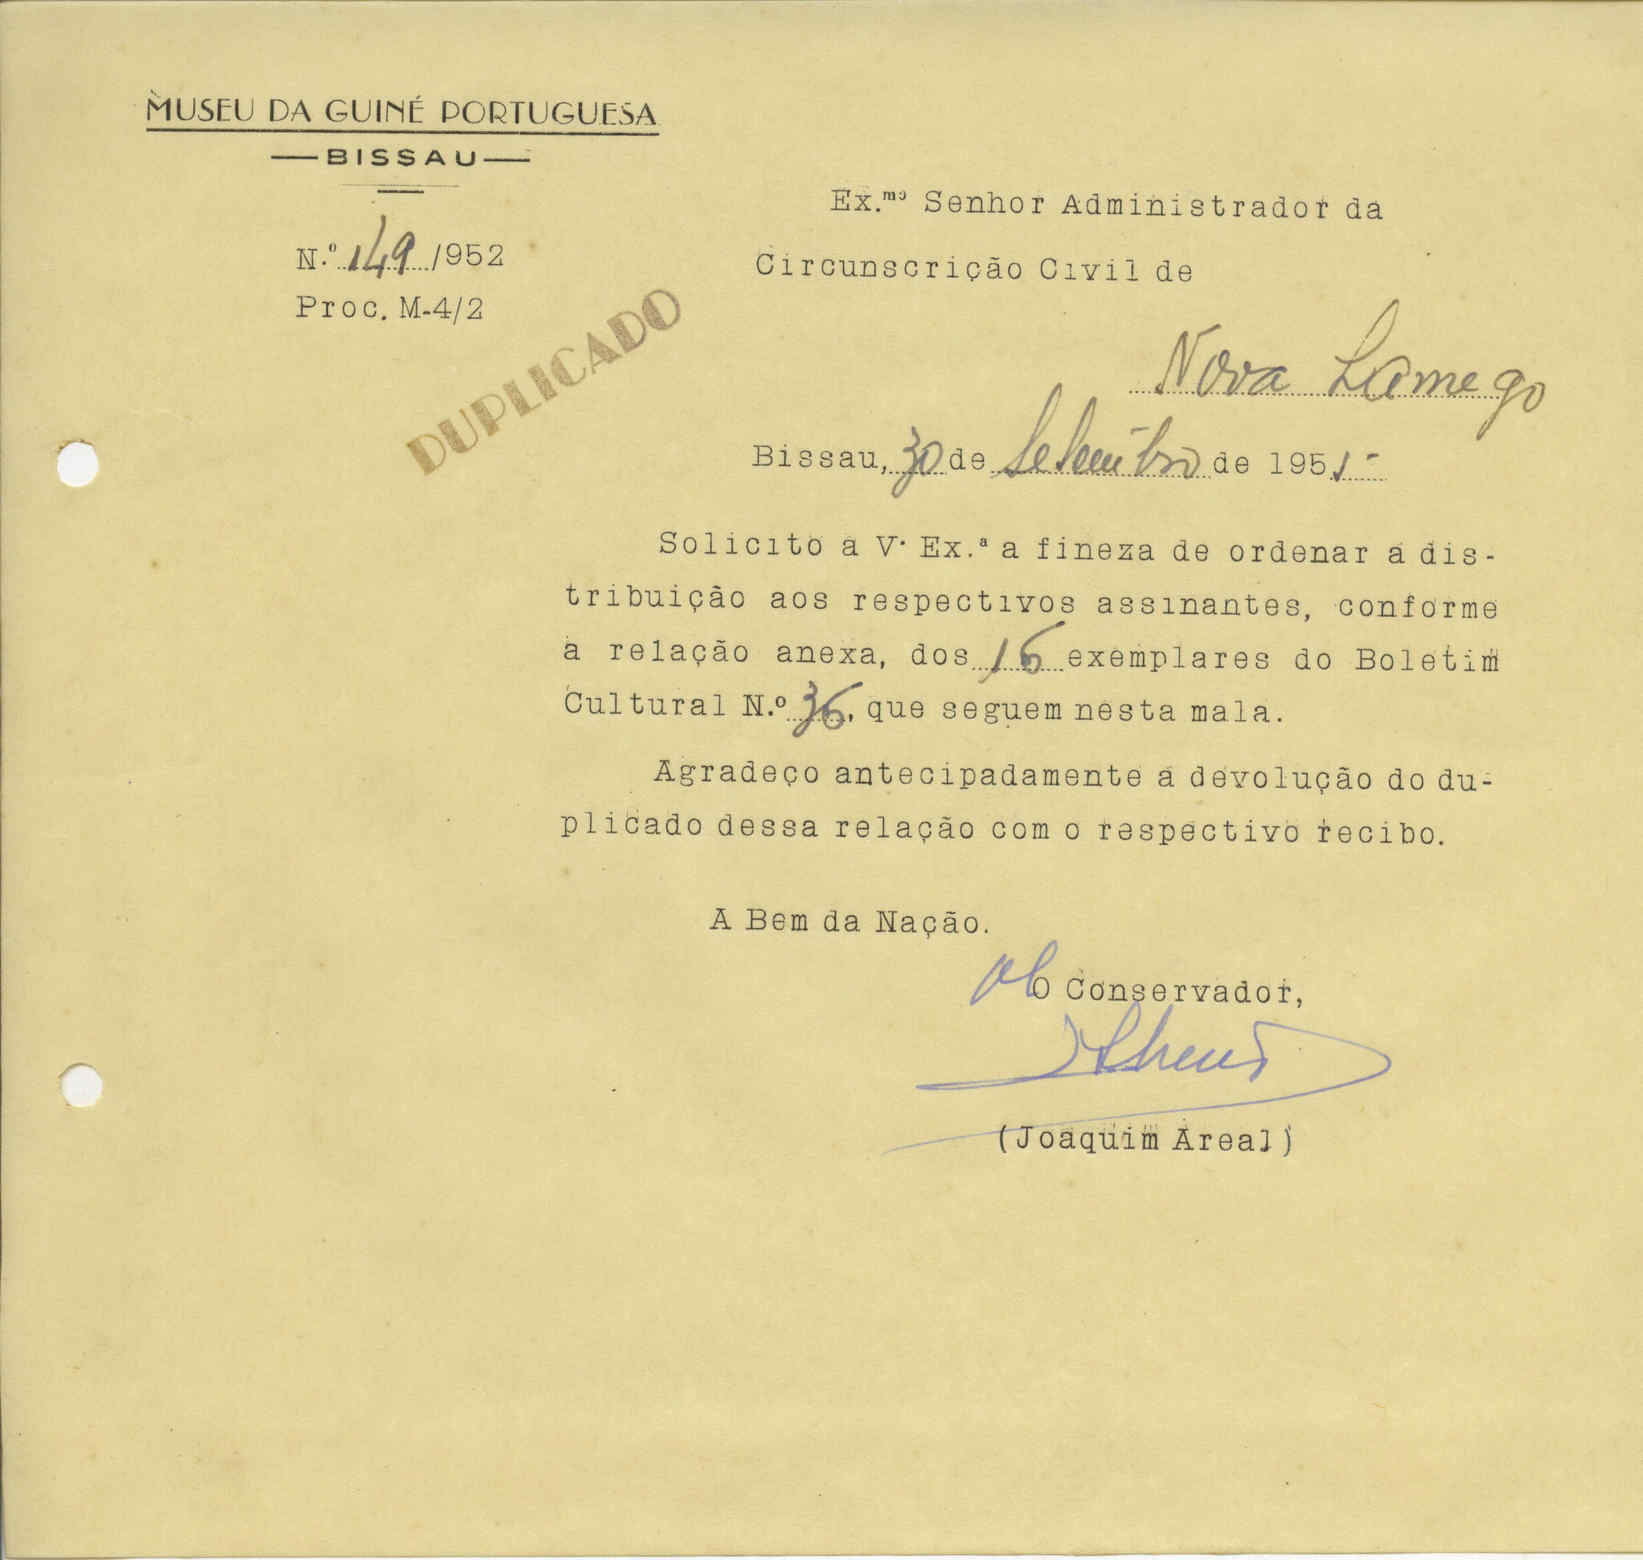 MUSEU DA GUINÉ PORTUGUESA
BISSAU
N.º 149/952
Proc. M-4/2
DUPLICADO
Ex.mo Senhor Administrador da
Circunscrição Civil de
Nova Lamego
Bissau, 30 de Setembro de 195
Solicito a V. Ex.ª a fineza de ordenar a dis-
tribuição aos respectivos assinantes, conforme
a relação anexa, dos 16 exemplares do Boletim
Cultural N.º 36, que seguem nesta mala.
Agradeço antecipadamente a devolução do du-
plicado dessa relação com o respectivo recibo.
A Bem da Nação.
O Conservador,
(Joaquim Areal)